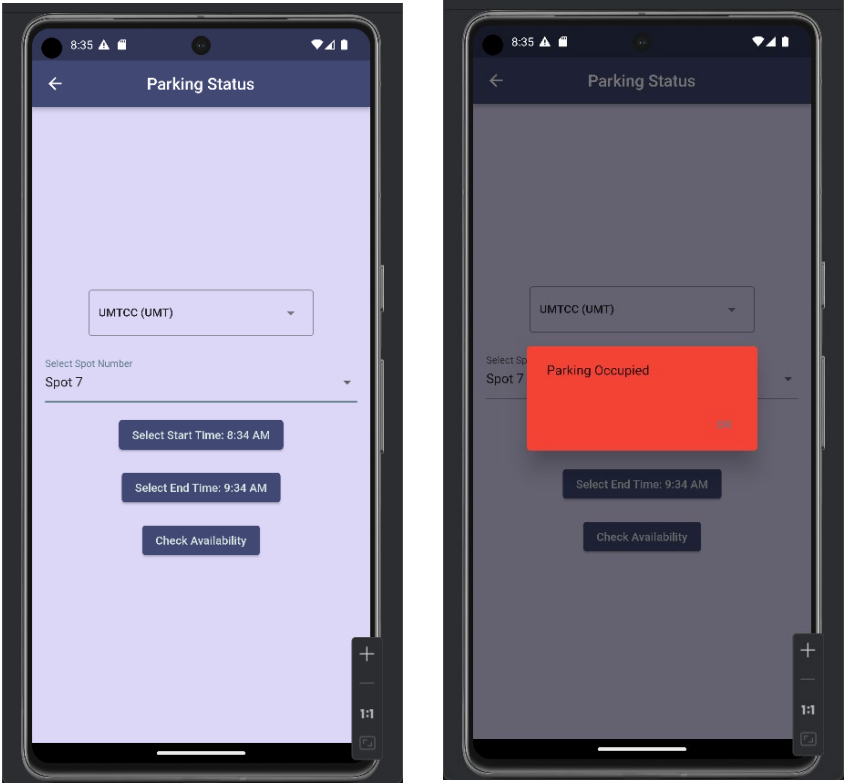 8:35
Parking Status
UMTCC (UMT)
Select Spot Number
Spot 7
Select Start Time: 8:34 AM
Select End Time: 9:34 AM
Check Availability
1:1
8:35
Parking Status
UMTCC (UMT)
Select Sp
Spot 7
Parking Occupied
OK
Select End Time: 9:34 AM
Check Availability
1:1